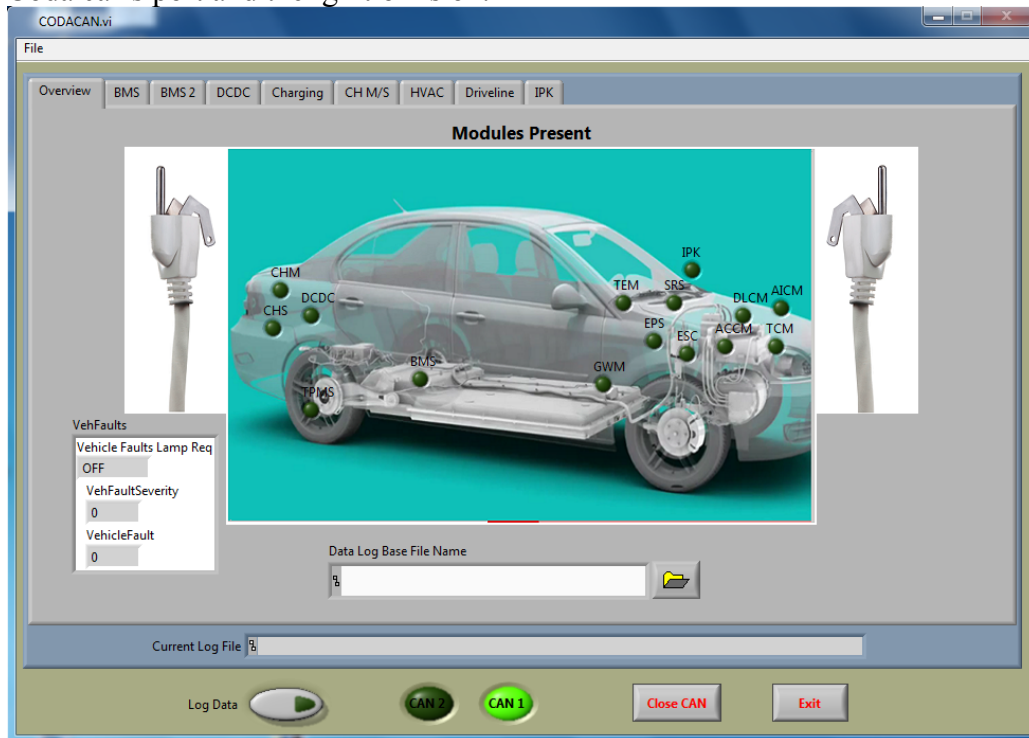 CODACAN.vi
File
Overview BMS BMS 2 DCDC Charging CH M/S HVAC Driveline IPK
Modules Present
IPK
CHM
TEM SRS
DCDC
DLCM AICM
CHS
EPS
ESC ACCM TCM
BMS
GWM
TPMS
VehFaults
Vehicle Faults Lamp Req
OFF
VehFaultSeverity
0
VehicleFault
0
Data Log Base File Name
Current Log File
Log Data CAN 2 CAN 1 Close CAN Exit